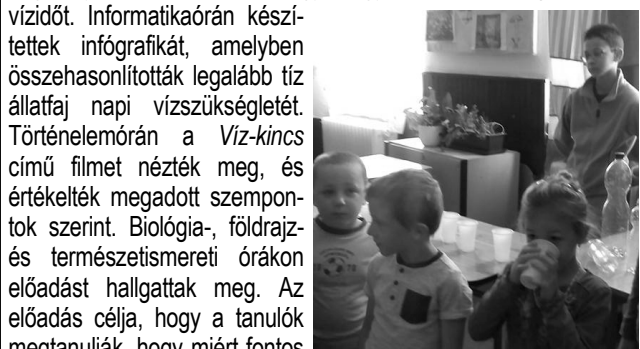 vízidőt. Informatikaórán készí-
tettek infógrafikát, amelyben
összehasonlították legalább tíz
állatfaj napi vízszükségletét.
Történelemórán a Víz-kincs
című filmet nézték meg, és
értékelték megadott szempon-
tok szerint. Biológia-, földrajz-
és természetismereti órákon
előadást hallgattak meg. Az
előadás célja, hogy a tanulók
megtanulják, hogy miért fontos